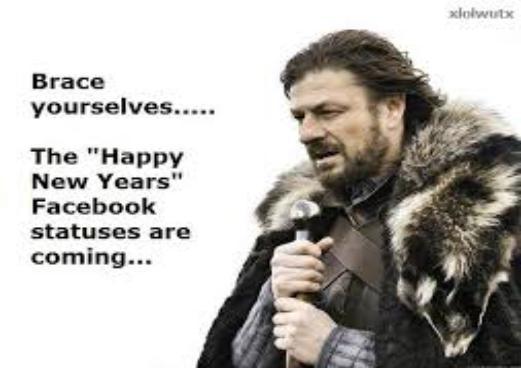 xlolwutx
Brace
yourselves.....
The "Happy
New Years"
Facebook
statuses are
coming...